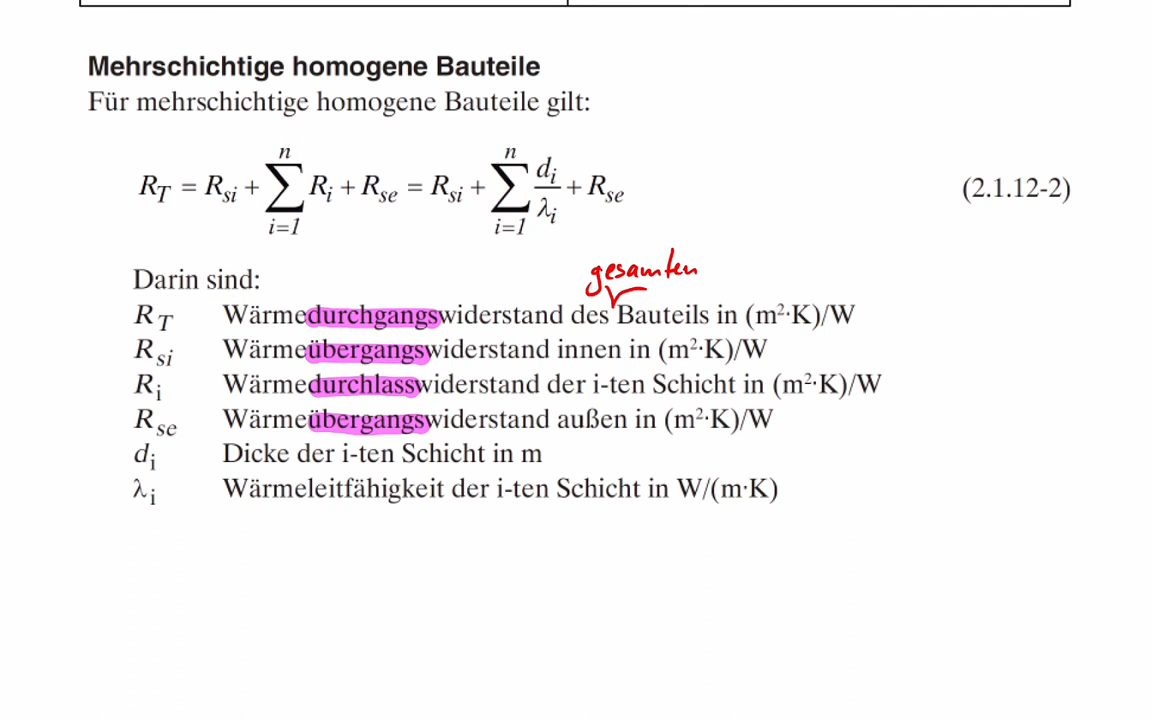 Mehrschichtige homogene Bauteile
Für mehrschichtige homogene Bauteile gilt:
R_T = R_si + ∑_{i=1}^{n} R_i + R_se = R_si + ∑_{i=1}^{n} d_i/λ_i + R_se (2.1.12-2)
Darin sind:
gesamten
R_T Wärmedurchgangswiderstand des Bauteils in (m²·K)/W
R_si Wärmeübergangswiderstand innen in (m²·K)/W
R_i Wärmedurchlasswiderstand der i-ten Schicht in (m²·K)/W
R_se Wärmeübergangswiderstand außen in (m²·K)/W
d_i Dicke der i-ten Schicht in m
λ_i Wärmeleitfähigkeit der i-ten Schicht in W/(m·K)